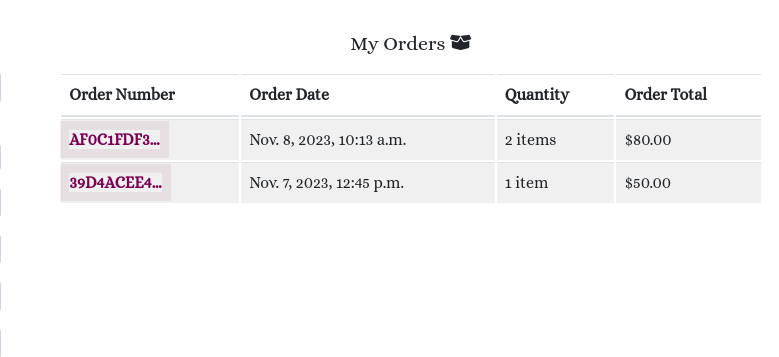 My Orders
Order Number Order Date Quantity Order Total
AF0C1FDF3... Nov. 8, 2023, 10:13 a.m. 2 items $80.00
39D4ACEE4... Nov. 7, 2023, 12:45 p.m. 1 item $50.00